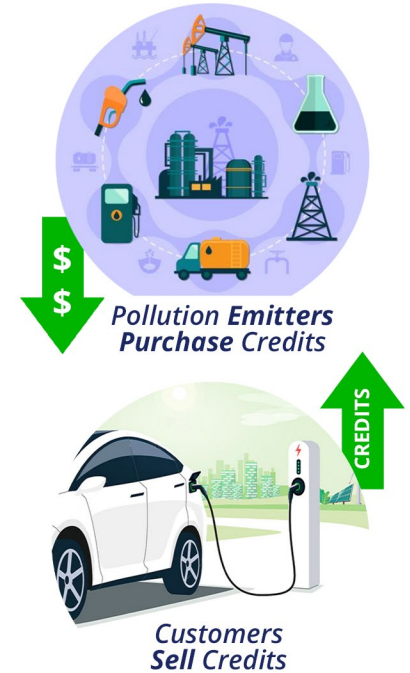 $
$
Pollution Emitters
Purchase Credits
CREDITS
Customers
Sell Credits